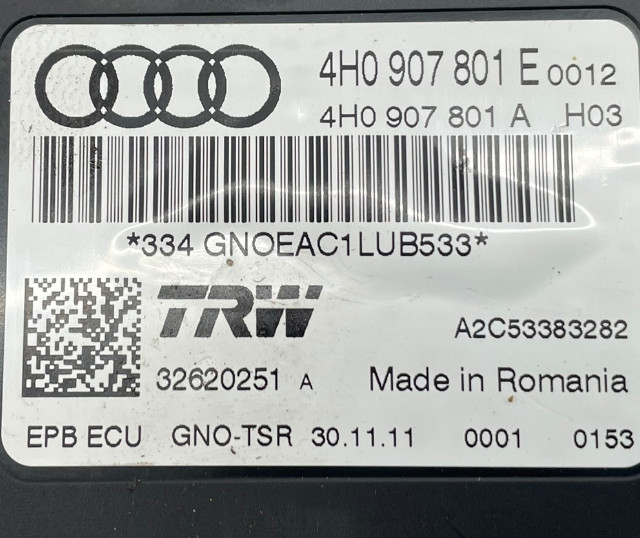 4H0 907 801 E 0012
4H0 907 801 A H03
*334 GNOEAC1LUB533*
TRW
A2C53383282
32620251 A Made in Romania
EPB ECU GNO-TSR 30.11.11 0001 0153